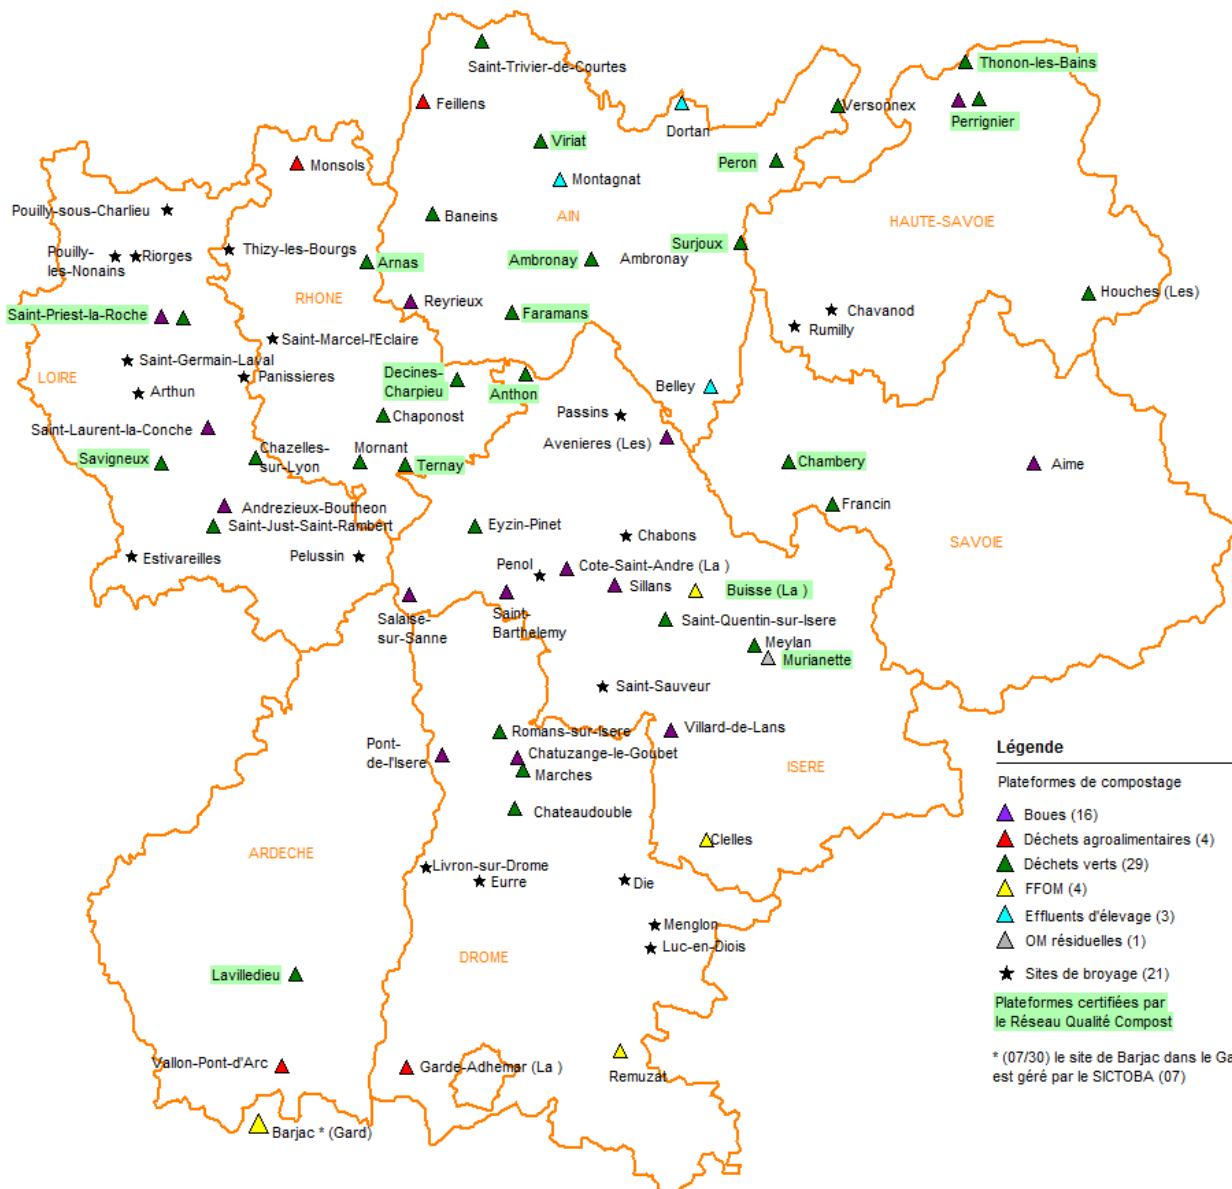 Saint-Trivier-de-Courtes
Thonon-les-Bains
Feillens
Versonnex
Perrignier
Dortan
Viriat
Peron
Monsols
Montagnat
Pouilly-sous-Charlieu
Baneins
AIN
HAUTE-SAVOIE
Surjoux
Thizy-les-Bourgs
Pouilly-
les-Nonains
Riorges
Arnas
Ambronay
Ambronay
RHONE
Reyrieux
Houches (Les)
Saint-Priest-la-Roche
Faramans
Chavanod
Rumilly
Saint-Marcel-l'Eclaire
Saint-Germain-Laval
LOIRE
Panissieres
Decines-
Charpieu
Anthon
Belley
Arthun
Chaponost
Passins
Saint-Laurent-la-Conche
Avenieres (Les)
Chazelles-
sur-Lyon
Mornant
Savigneux
Ternay
Chambery
Aime
Andrezieux-Boutheon
Francin
Saint-Just-Saint-Rambert
Eyzin-Pinet
Chabons
SAVOIE
Estivareilles
Pelussin
Penol
Cote-Saint-Andre (La )
Sillans
Buisse (La )
Salaise-
sur-Sanne
Saint-
Barthelemy
Saint-Quentin-sur-Isere
Meylan
Murianette
Saint-Sauveur
Romans-sur-Isere
Villard-de-Lans
Pont-
de-l'Isere
Chatuzange-le-Goubet
Marches
ISERE
Chateaudouble
Clelles
ARDECHE
Livron-sur-Drome
Eurre
Die
Menglon
Luc-en-Diois
DROME
Lavilledieu
Vallon-Pont-d'Arc
Garde-Adhemar (La )
Remuzat
Barjac * (Gard)
Légende
Plateformes de compostage
Boues (16)
Déchets agroalimentaires (4)
Déchets verts (29)
FFOM (4)
Effluents d'élevage (3)
OM résiduelles (1)
Sites de broyage (21)
Plateformes certifiées par
le Réseau Qualité Compost
* (07/30) le site de Barjac dans le Ga
est géré par le SICTOBA (07)